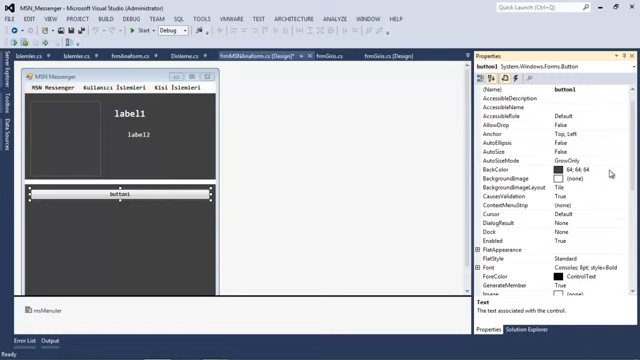 MSN_Messenger - Microsoft Visual Studio (Administrator)
Quick Launch (Ctrl+Q)
FILE EDIT VIEW PROJECT BUILD DEBUG TEAM SQL TOOLS TEST ARCHITECTURE ANALYZE WINDOW HELP
Start Debug
Islemler.cs frmAnaform.cs Dinleme.cs frmMSNAnaform.cs [Design]* frmGiris.cs frmGiris.cs [Design]
Server Explorer
Toolbox
Data Sources
MSN Messenger
MSN Messenger Kullanıcı İşlemleri Kisi İşlemleri
label1
label2
button1
msMenuler
Properties
button1 System.Windows.Forms.Button
(Name) button1
AccessibleDescription
AccessibleName
AccessibleRole Default
AllowDrop False
Anchor Top, Left
AutoEllipsis False
AutoSize False
AutoSizeMode GrowOnly
BackColor 64; 64; 64
BackgroundImage (none)
BackgroundImageLayout Tile
CausesValidation True
ContextMenuStrip (none)
Cursor Default
DialogResult None
Dock None
Enabled True
FlatAppearance
FlatStyle Standard
Font Consolas; 8pt; style=Bold
ForeColor ControlText
GenerateMember True
Image (none)
Text
The text associated with the control.
Properties Solution Explorer
Error List Output
Ready